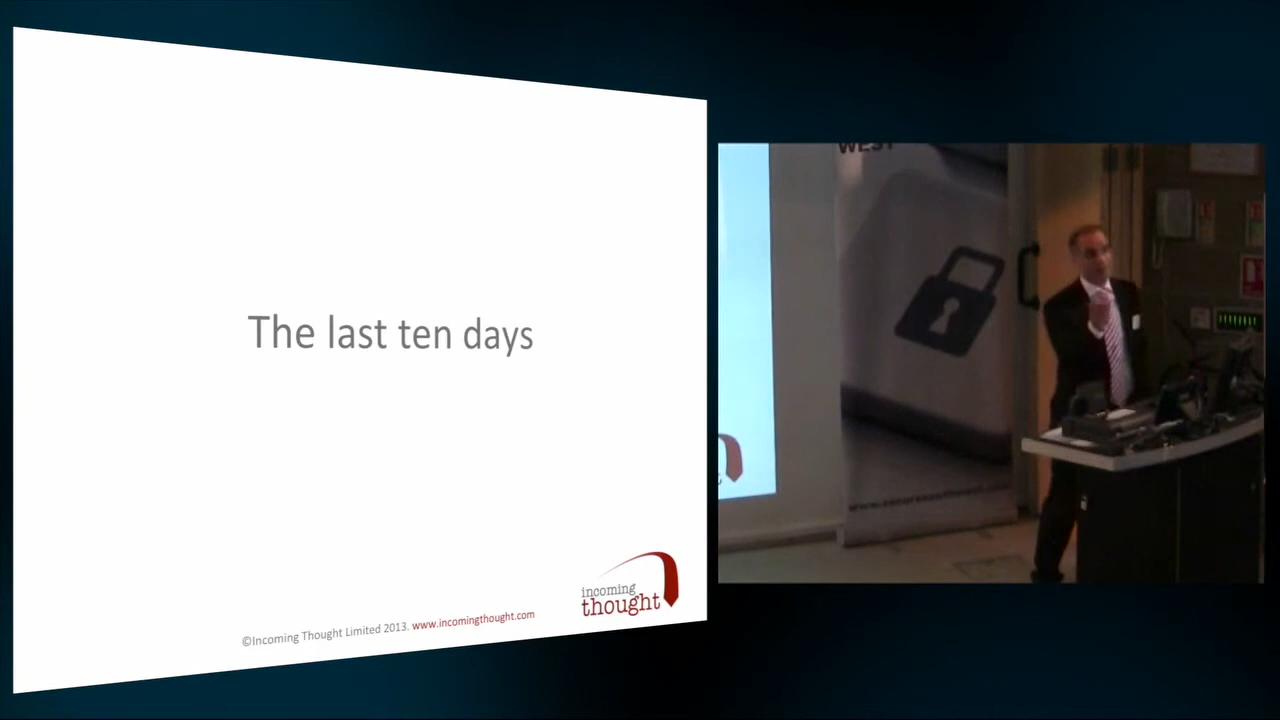 The last ten days
incoming
thought
©Incoming Thought Limited 2013. www.incomingthought.com
WEST